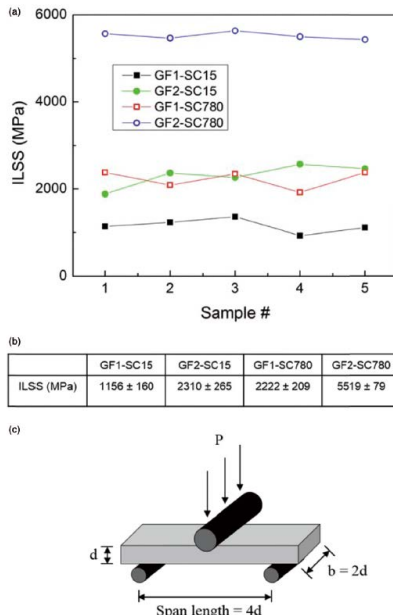 (a)
6000
4000
2000
0
ILSS (MPa)
GF1-SC15
GF2-SC15
GF1-SC780
GF2-SC780
1 2 3 4 5
Sample #
(b)
GF1-SC15 GF2-SC15 GF1-SC780 GF2-SC780
ILSS (MPa) 1156 ± 160 2310 ± 265 2222 ± 209 5519 ± 79
(c)
P
d
b = 2d
Span length = 4d